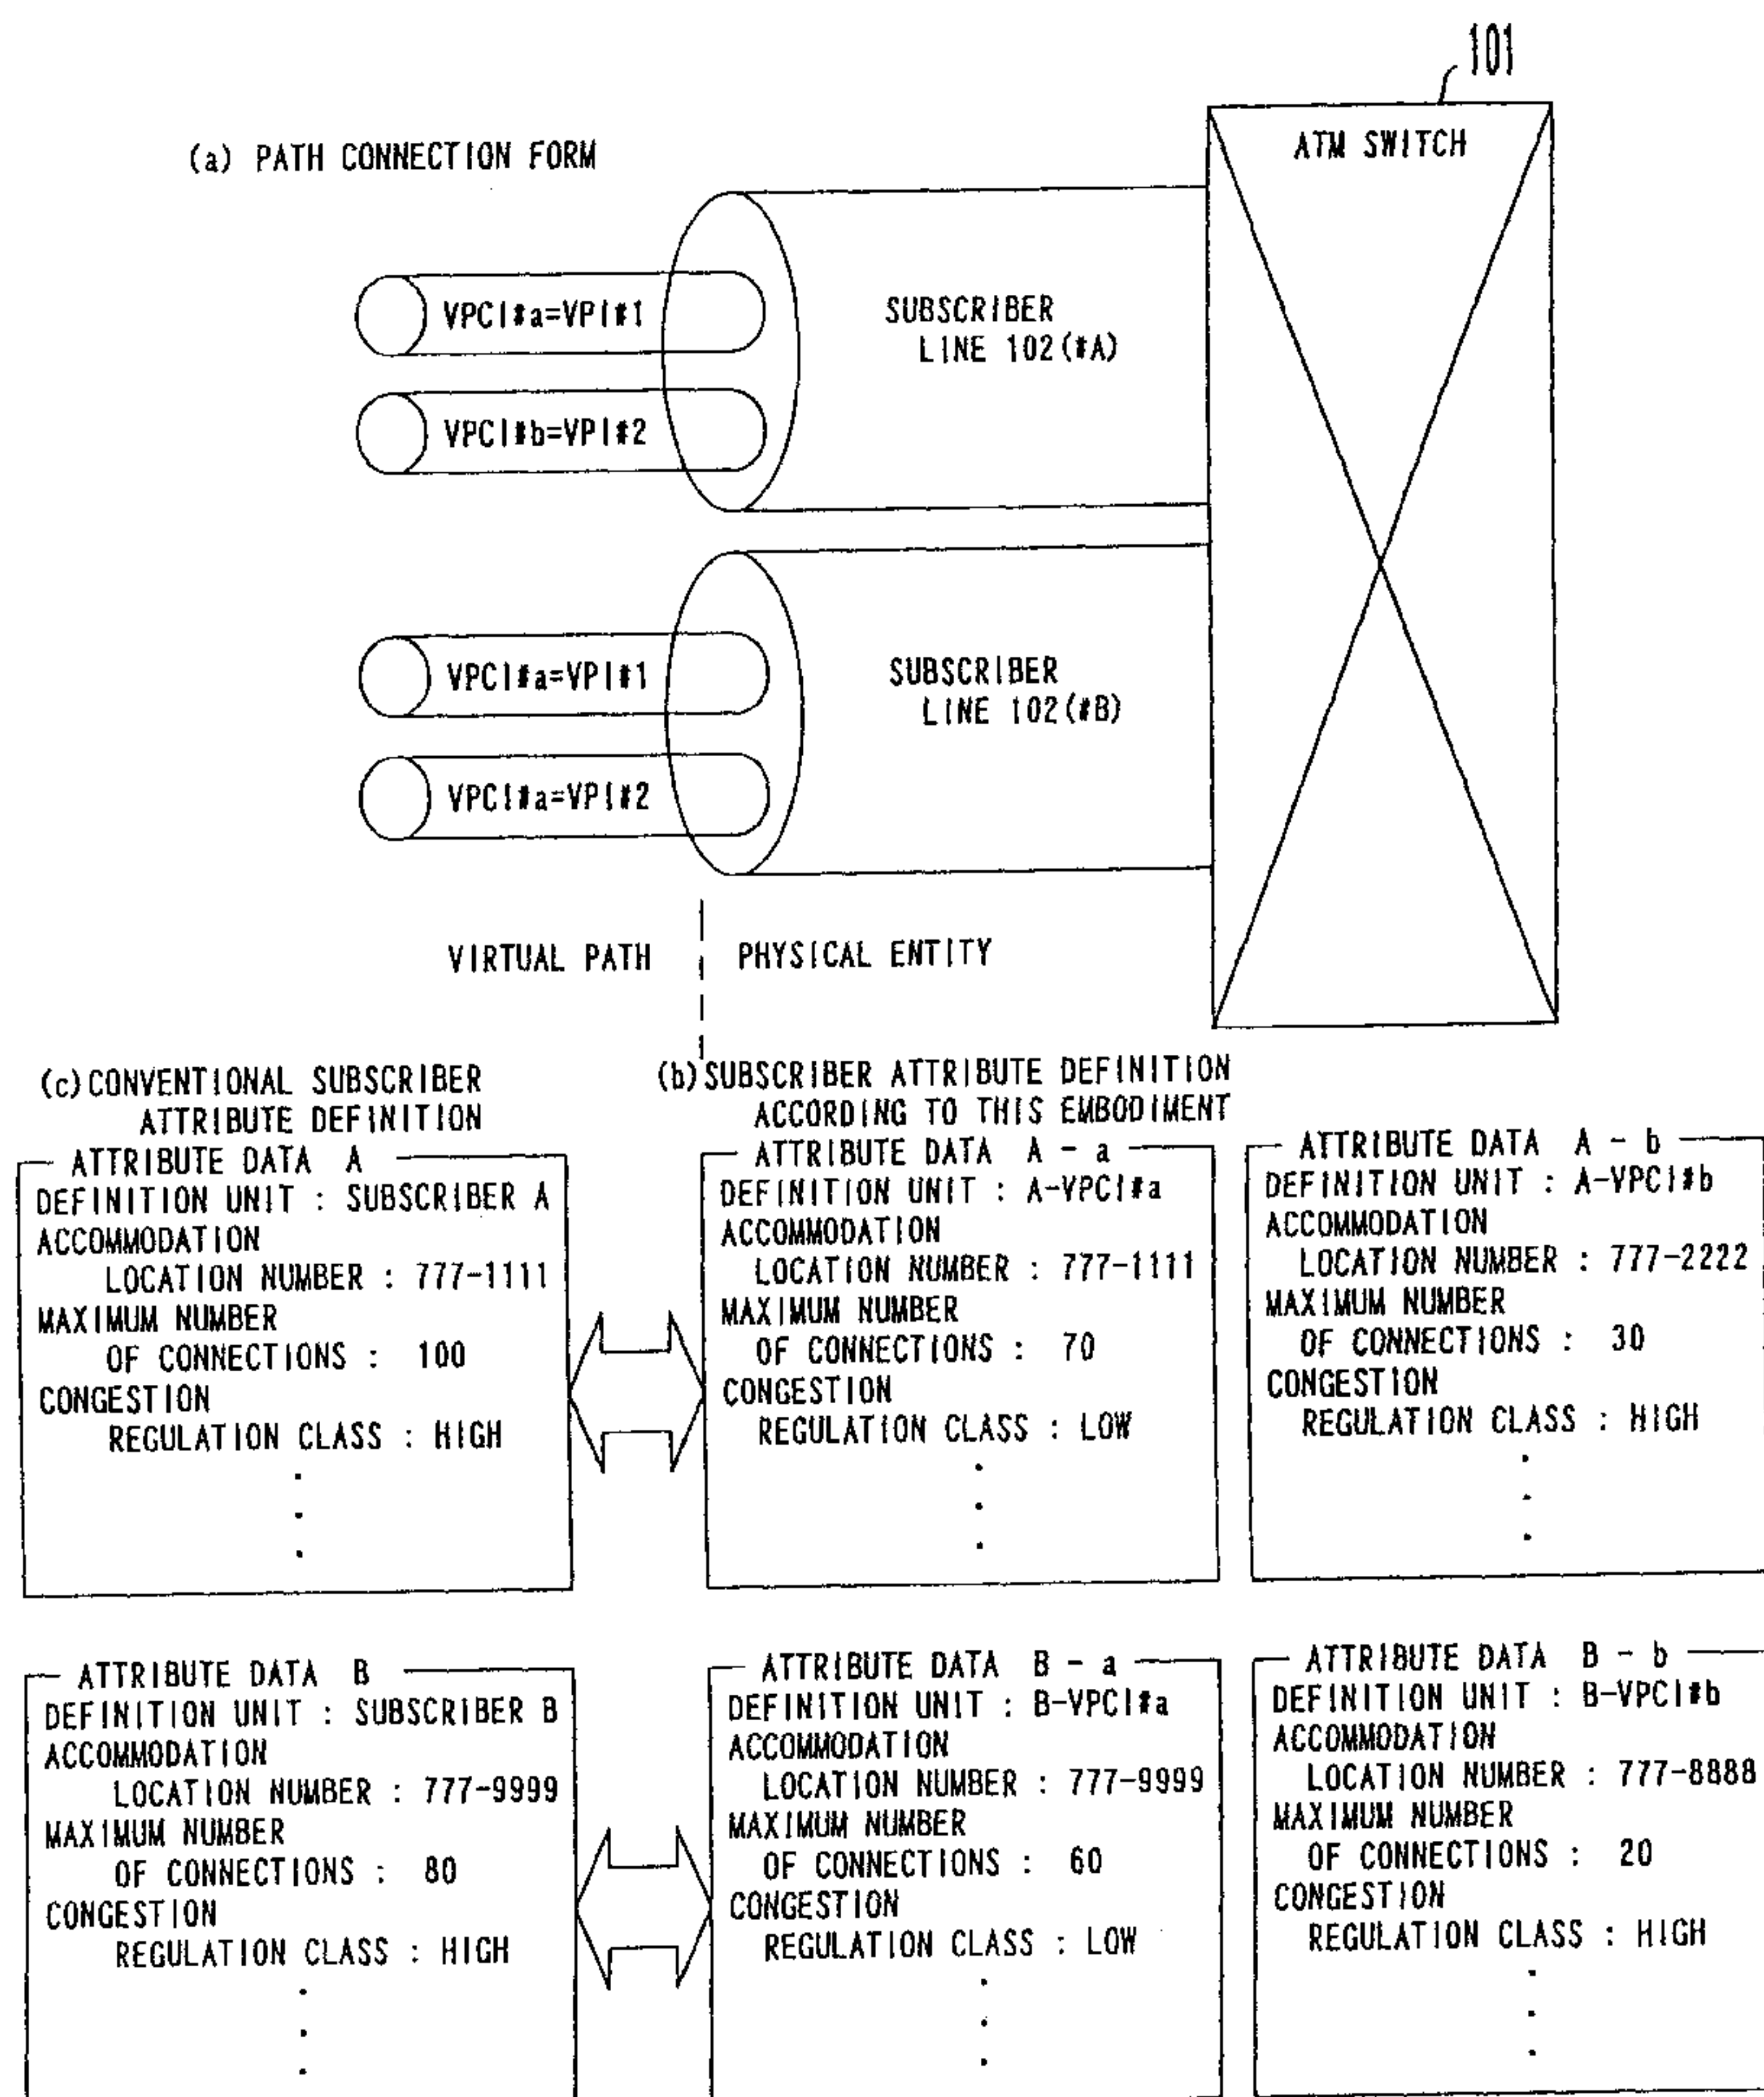 101
ATM SWITCH
(a) PATH CONNECTION FORM
VPCI#a=VPI#1
VPCI#b=VPI#2
SUBSCRIBER
LINE 102(#A)
VPCI#a=VPI#1
VPCI#a=VPI#2
SUBSCRIBER
LINE 102(#B)
VIRTUAL PATH
PHYSICAL ENTITY
(c) CONVENTIONAL SUBSCRIBER
ATTRIBUTE DEFINITION
ATTRIBUTE DATA A
DEFINITION UNIT : SUBSCRIBER A
ACCOMMODATION
LOCATION NUMBER : 777-1111
MAXIMUM NUMBER
OF CONNECTIONS : 100
CONGESTION
REGULATION CLASS : HIGH
(b) SUBSCRIBER ATTRIBUTE DEFINITION
ACCORDING TO THIS EMBODIMENT
ATTRIBUTE DATA A - a
DEFINITION UNIT : A-VPCI#a
ACCOMMODATION
LOCATION NUMBER : 777-1111
MAXIMUM NUMBER
OF CONNECTIONS : 70
CONGESTION
REGULATION CLASS : LOW
ATTRIBUTE DATA A - b
DEFINITION UNIT : A-VPCI#b
ACCOMMODATION
LOCATION NUMBER : 777-2222
MAXIMUM NUMBER
OF CONNECTIONS : 30
CONGESTION
REGULATION CLASS : HIGH
ATTRIBUTE DATA B
DEFINITION UNIT : SUBSCRIBER B
ACCOMMODATION
LOCATION NUMBER : 777-9999
MAXIMUM NUMBER
OF CONNECTIONS : 80
CONGESTION
REGULATION CLASS : HIGH
ATTRIBUTE DATA B - a
DEFINITION UNIT : B-VPCI#a
ACCOMMODATION
LOCATION NUMBER : 777-9999
MAXIMUM NUMBER
OF CONNECTIONS : 60
CONGESTION
REGULATION CLASS : LOW
ATTRIBUTE DATA B - b
DEFINITION UNIT : B-VPCI#b
ACCOMMODATION
LOCATION NUMBER : 777-8888
MAXIMUM NUMBER
OF CONNECTIONS : 20
CONGESTION
REGULATION CLASS : HIGH